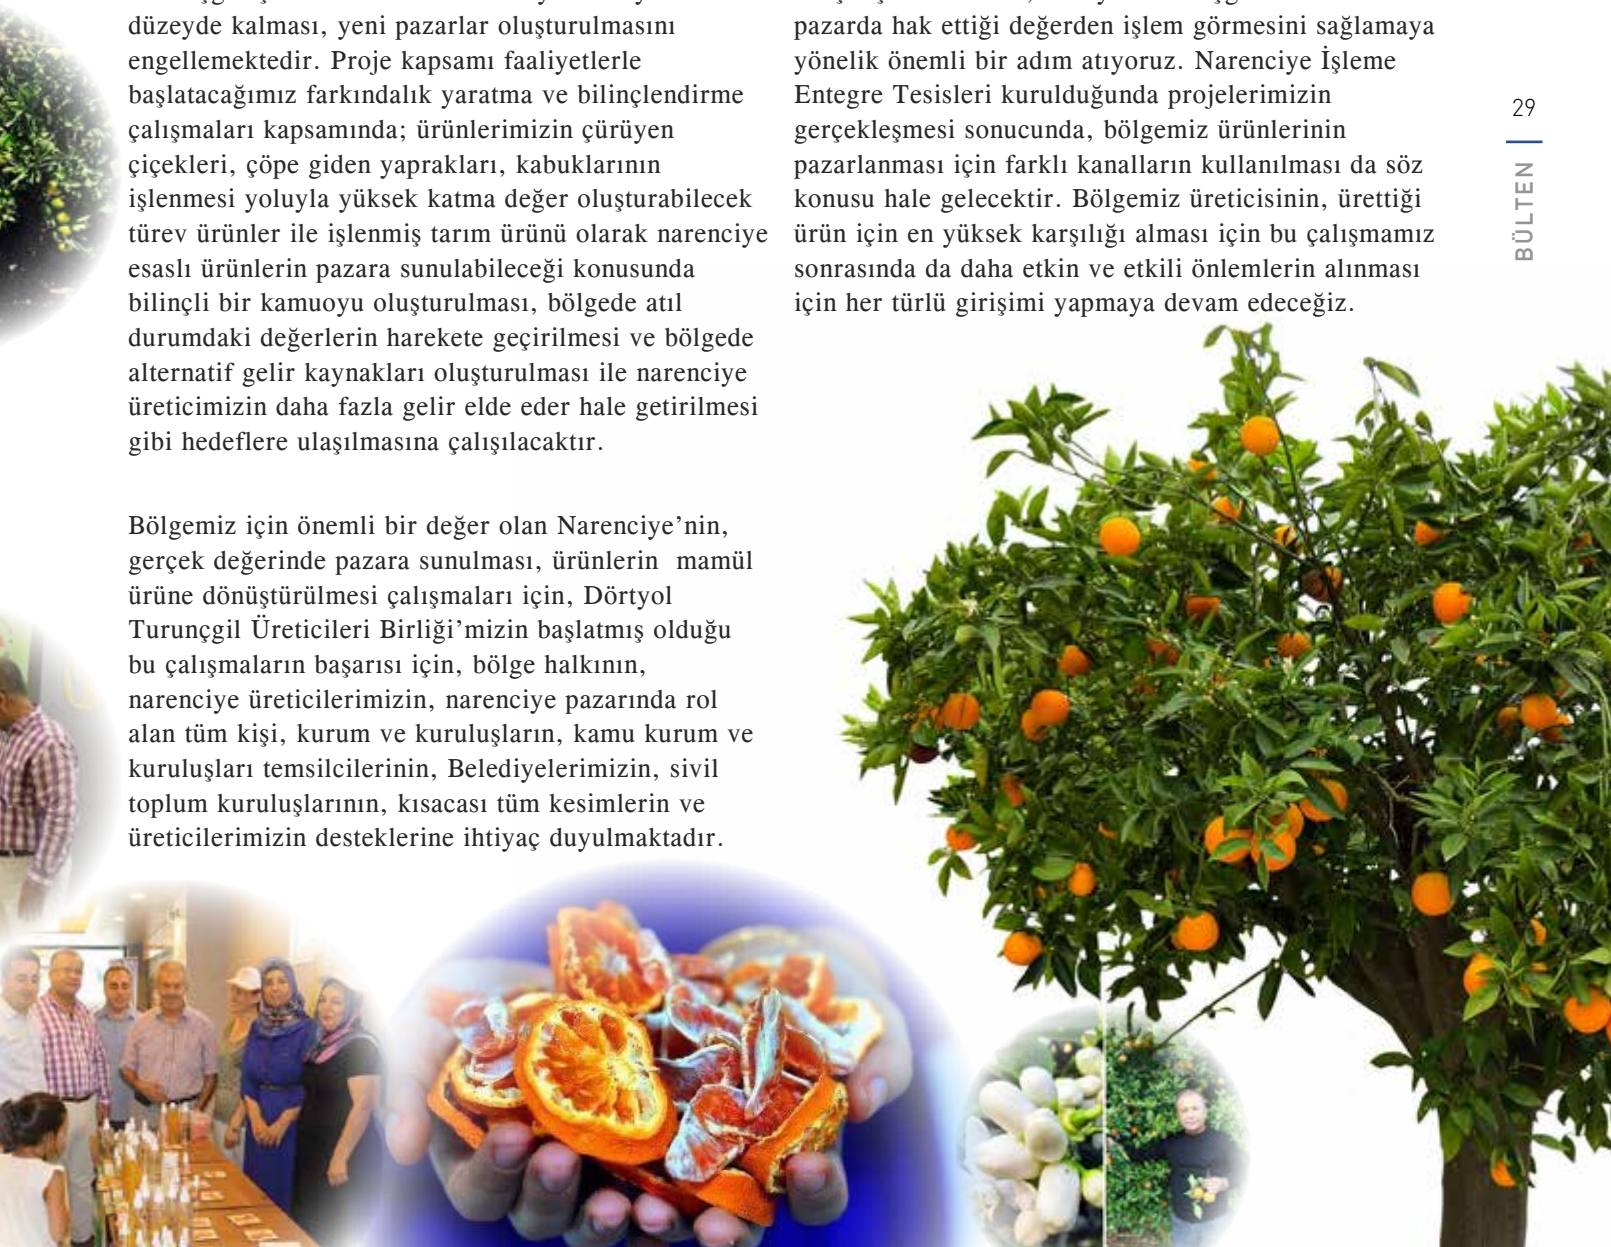 düzeyde kalması, yeni pazarlar oluşturulmasını
engellemektedir. Proje kapsamı faaliyetlerle
başlatacağımız farkındalık yaratma ve bilinçlendirme
çalışmaları kapsamında; ürünlerimizin çürüyen
çiçekleri, çöpe giden yaprakları, kabuklarının
işlenmesi yoluyla yüksek katma değer oluşturabilecek
türev ürünler ile işlenmiş tarım ürünü olarak narenciye
esaslı ürünlerin pazara sunulabileceği konusunda
bilinçli bir kamuoyu oluşturulması, bölgede atıl
durumdaki değerlerin harekete geçirilmesi ve bölgede
alternatif gelir kaynakları oluşturulması ile narenciye
üreticimizin daha fazla gelir elde eder hale getirilmesi
gibi hedeflere ulaşılmasına çalışılacaktır.
Bölgemiz için önemli bir değer olan Narenciye’nin,
gerçek değerinde pazara sunulması, ürünlerin  mamül
ürüne dönüştürülmesi çalışmaları için, Dörtyol
Turunçgil Üreticileri Birliği’mizin başlatmış olduğu
bu çalışmaların başarısı için, bölge halkının,
narenciye üreticilerimizin, narenciye pazarında rol
alan tüm kişi, kurum ve kuruluşların, kamu kurum ve
kuruluşları temsilcilerinin, Belediyelerimizin, sivil
toplum kuruluşlarının, kısacası tüm kesimlerin ve
üreticilerimizin desteklerine ihtiyaç duyulmaktadır.
pazarda hak ettiği değerden işlem görmesini sağlamaya
yönelik önemli bir adım atıyoruz. Narenciye İşleme
Entegre Tesisleri kurulduğunda projelerimizin
gerçekleşmesi sonucunda, bölgemiz ürünlerinin
pazarlanması için farklı kanalların kullanılması da söz
konusu hale gelecektir. Bölgemiz üreticisinin, ürettiği
ürün için en yüksek karşılığı alması için bu çalışmamız
sonrasında da daha etkin ve etkili önlemlerin alınması
için her türlü girişimi yapmaya devam edeceğiz.
29
BÜLTEN